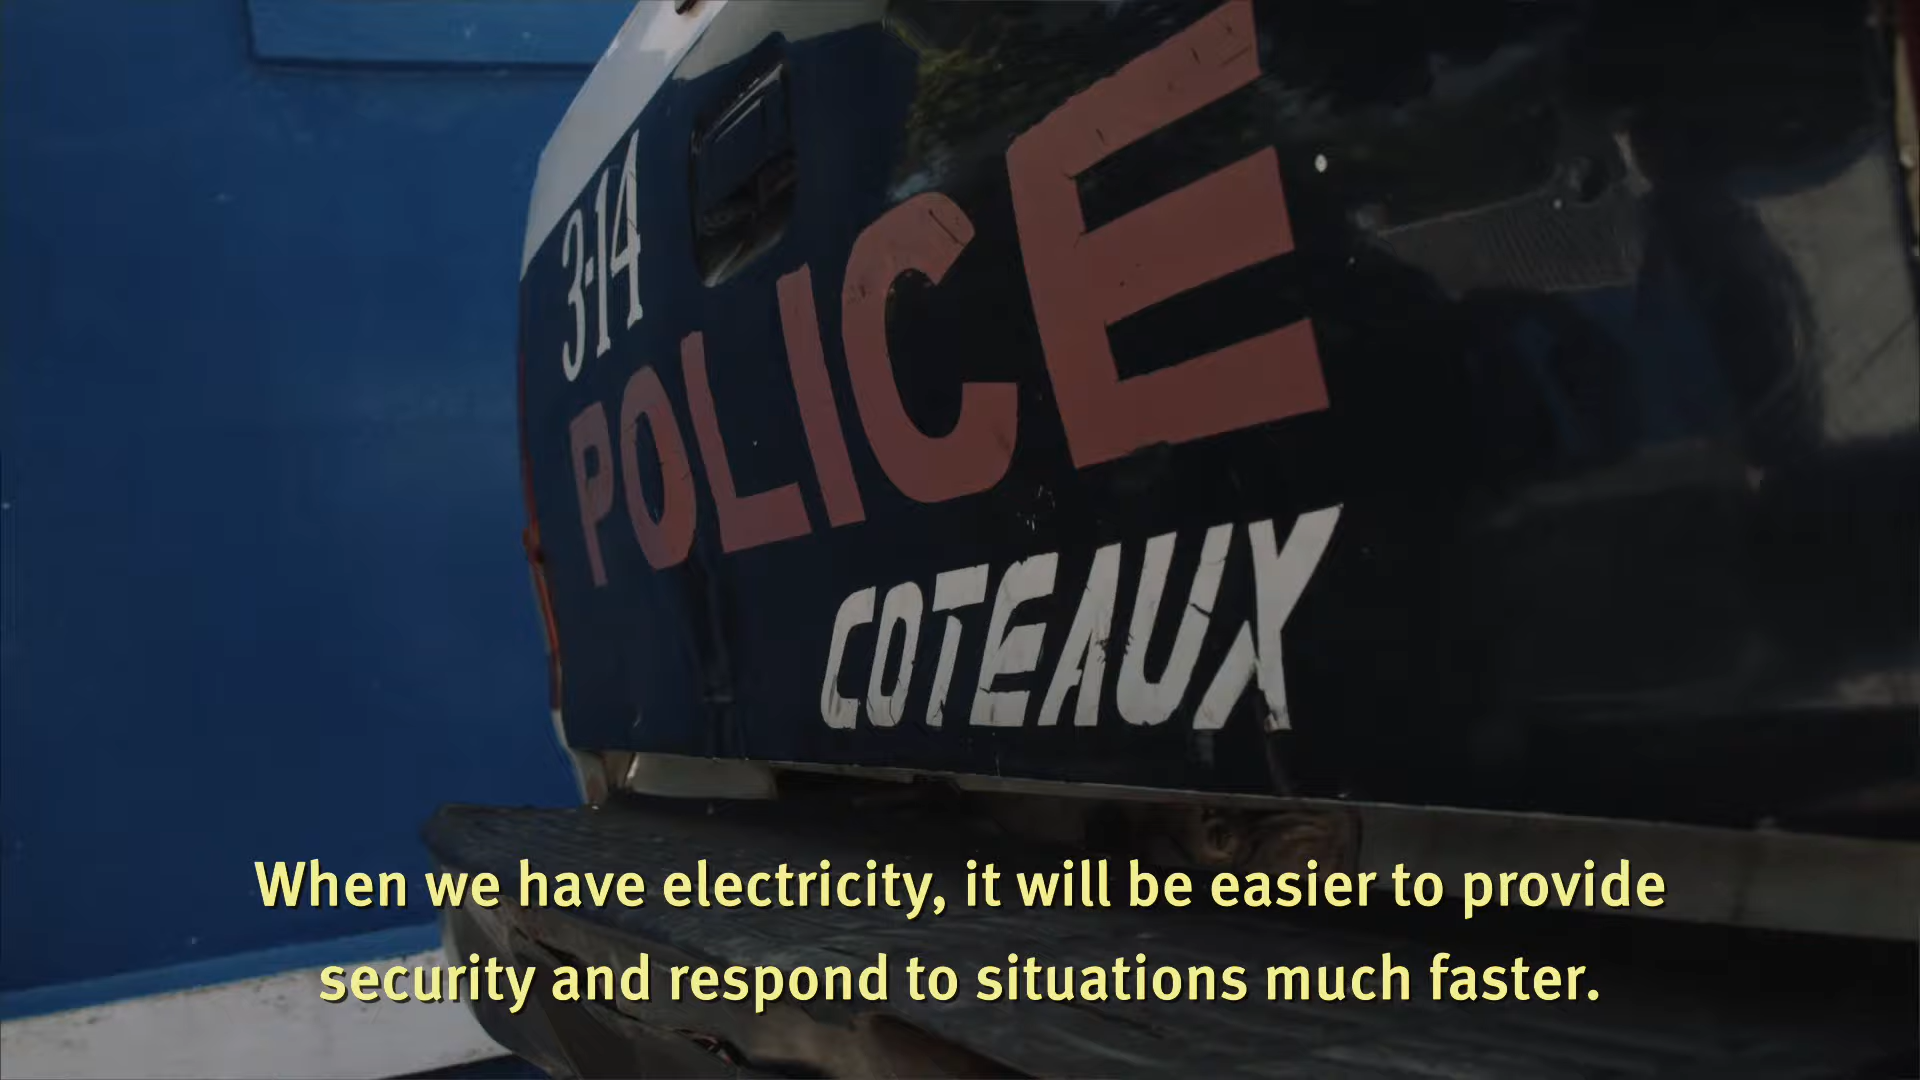 3-14
POLICE
COTEAUX
When we have electricity, it will be easier to provide
security and respond to situations much faster.